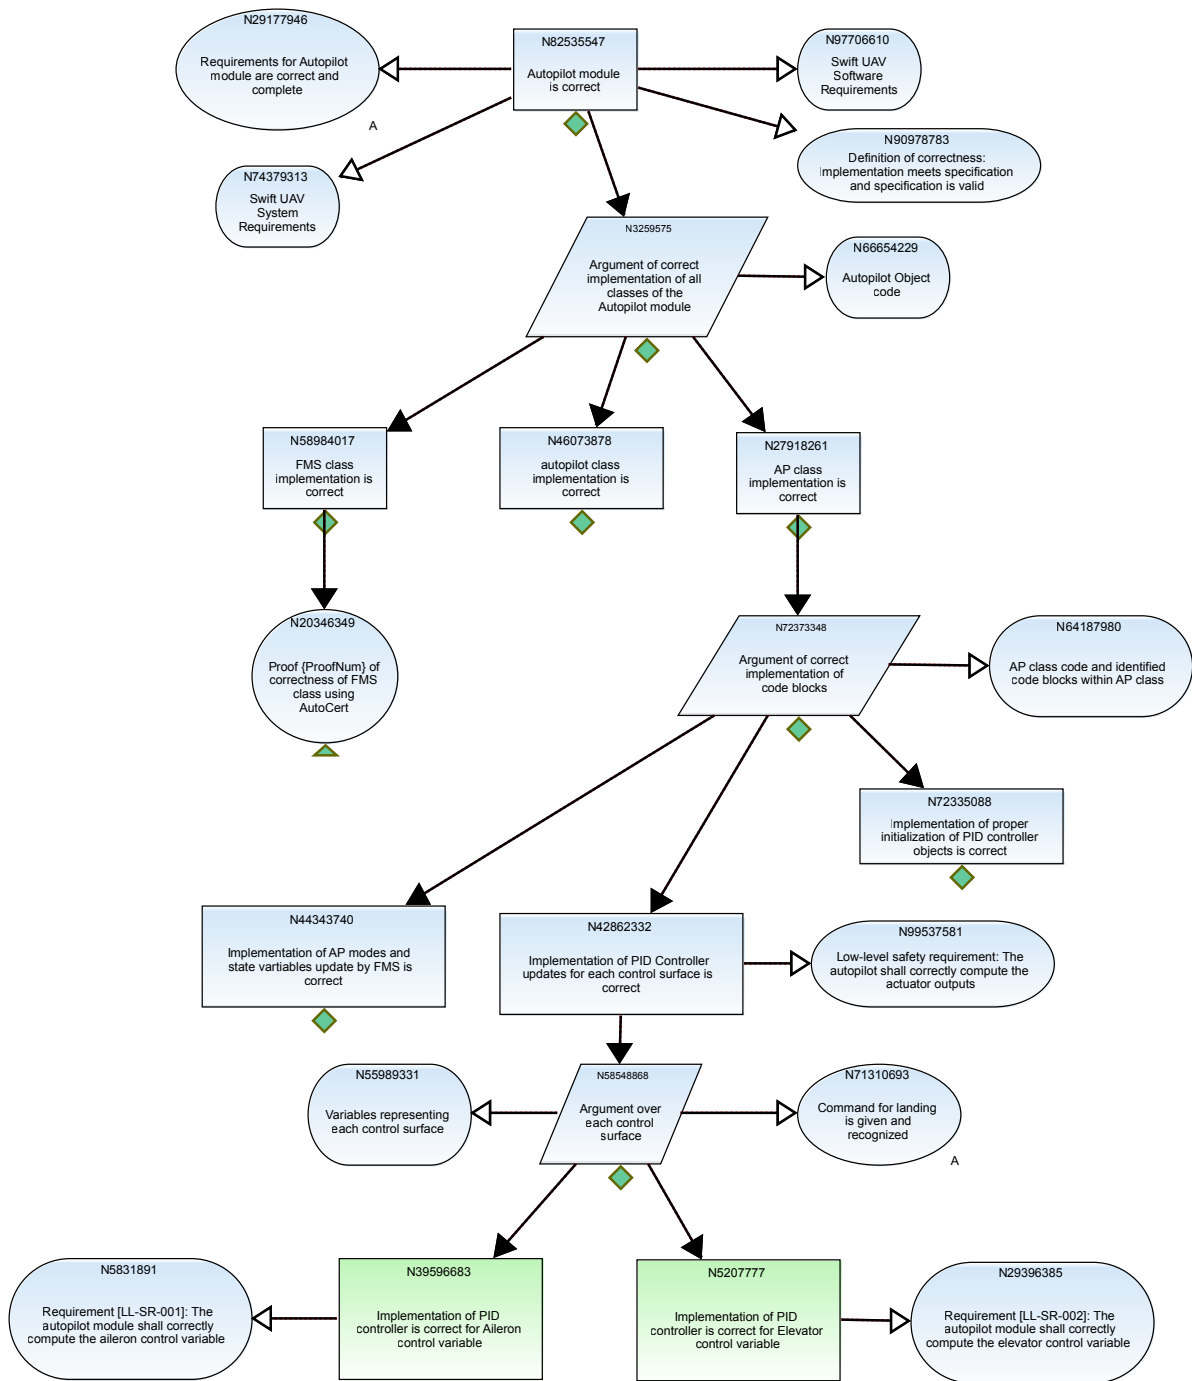 N29177946
Requirements for Autopilot
module are correct and
complete
A
N82535547
Autopilot module
is correct
N97706610
Swift UAV
Software
Requirements
N90978783
Definition of correctness:
Implementation meets specification
and specification is valid
N74379313
Swift UAV
System
Requirements
N3259575
Argument of correct
implementation of all
classes of the
Autopilot module
N66654229
Autopilot Object
code
N58984017
FMS class
implementation is
correct
N46073878
autopilot class
implementation is
correct
N27918261
AP class
implementation is
correct
N20346349
Proof {ProofNum} of
correctness of FMS
class using
AutoCert
N72373348
Argument of correct
implementation of
code blocks
N64187980
AP class code and identified
code blocks within AP class
N72335088
Implementation of proper
initialization of PID controller
objects is correct
N44343740
Implementation of AP modes and
state vartiables update by FMS is
correct
N42862332
Implementation of PID Controller
updates for each control surface is
correct
N99537581
Low-level safety requirement: The
autopilot shall correctly compute the
actuator outputs
N55989331
Variables representing
each control surface
N58548868
Argument over
each control
surface
N71310693
Command for landing
is given and
recognized
A
N5831891
Requirement [LL-SR-001]: The
autopilot module shall correctly
compute the aileron control variable
N39596683
Implementation of PID
controller is correct for Aileron
control variable
N5207777
Implementation of PID
controller is correct for Elevator
control variable
N29396385
Requirement [LL-SR-002]: The
autopilot module shall correctly
compute the elevator control variable